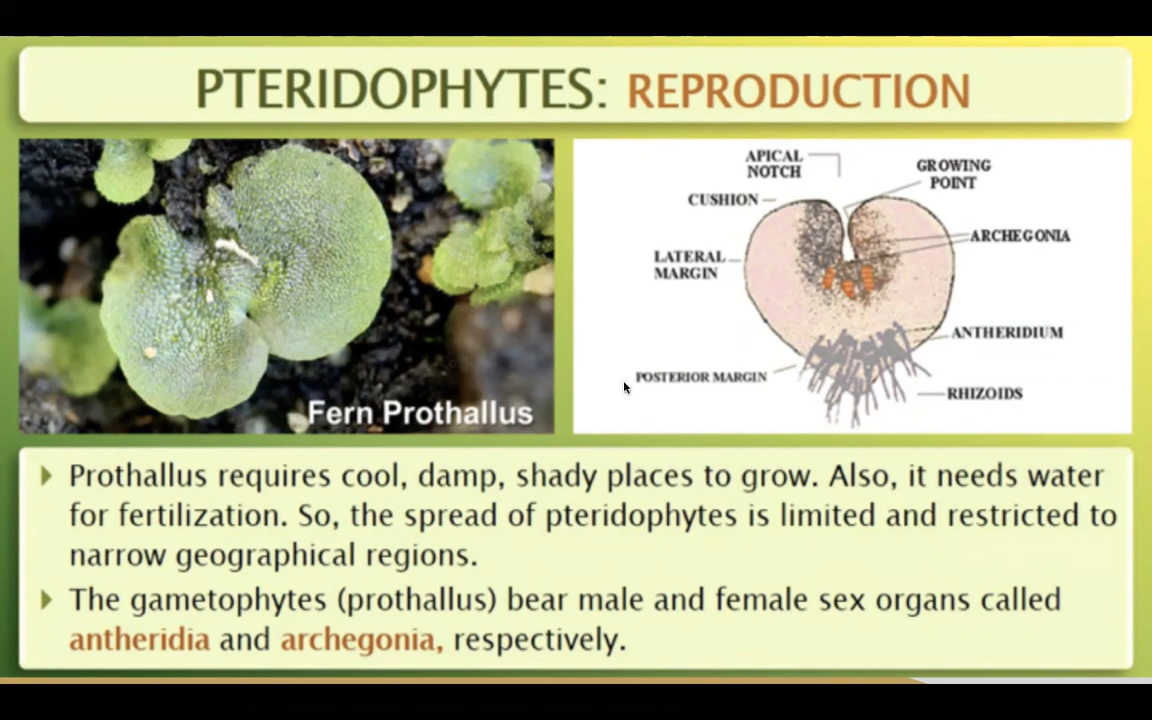 PTERIDOPHYTES: REPRODUCTION
Fern Prothallus
APICAL
NOTCH
GROWING
POINT
CUSHION
ARCHEGONIA
LATERAL
MARGIN
ANTHERIDIUM
POSTERIOR MARGIN
RHIZOIDS
Prothallus requires cool, damp, shady places to grow. Also, it needs water
for fertilization. So, the spread of pteridophytes is limited and restricted to
narrow geographical regions.
The gametophytes (prothallus) bear male and female sex organs called
antheridia and archegonia, respectively.